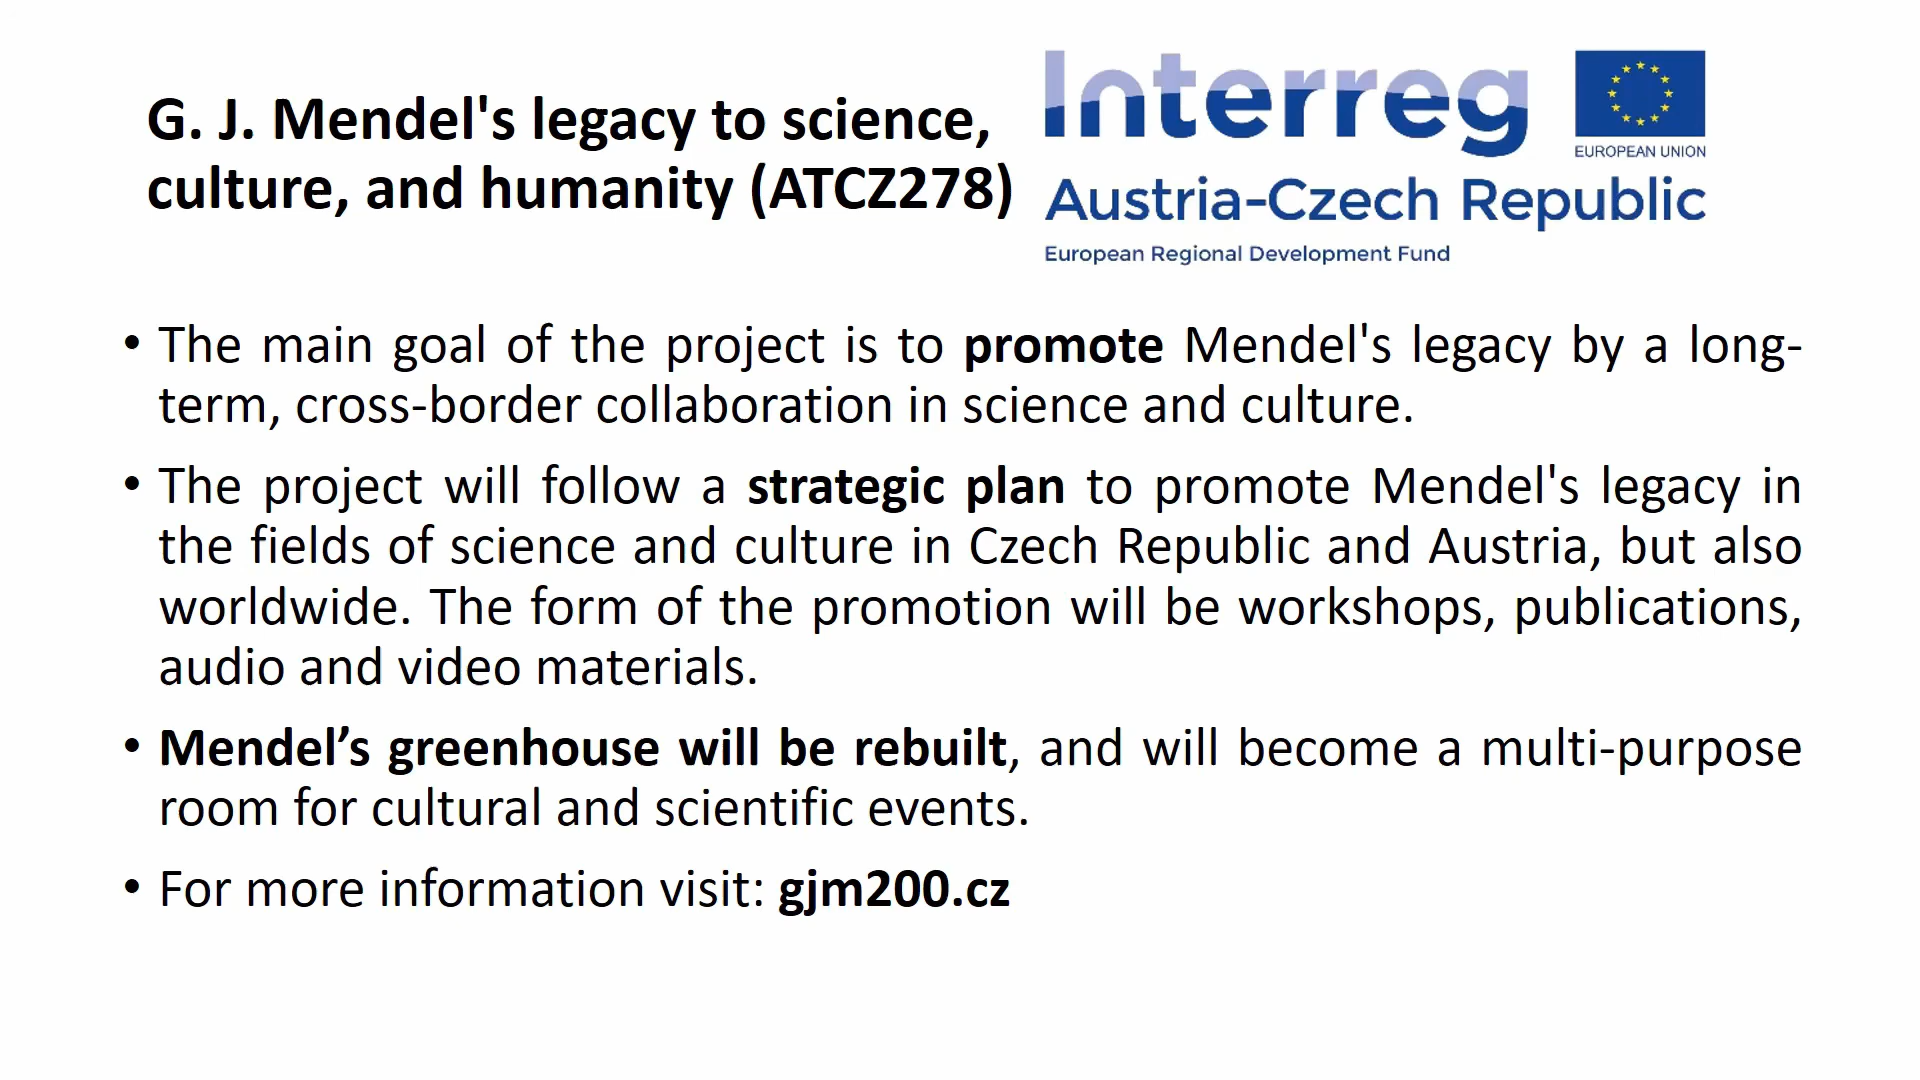 G. J. Mendel's legacy to science,
culture, and humanity (ATCZ278)
Interreg
EUROPEAN UNION
Austria-Czech Republic
European Regional Development Fund
• The main goal of the project is to promote Mendel's legacy by a long-
term, cross-border collaboration in science and culture.
• The project will follow a strategic plan to promote Mendel's legacy in
the fields of science and culture in Czech Republic and Austria, but also
worldwide. The form of the promotion will be workshops, publications,
audio and video materials.
• Mendel’s greenhouse will be rebuilt, and will become a multi-purpose
room for cultural and scientific events.
• For more information visit: gjm200.cz